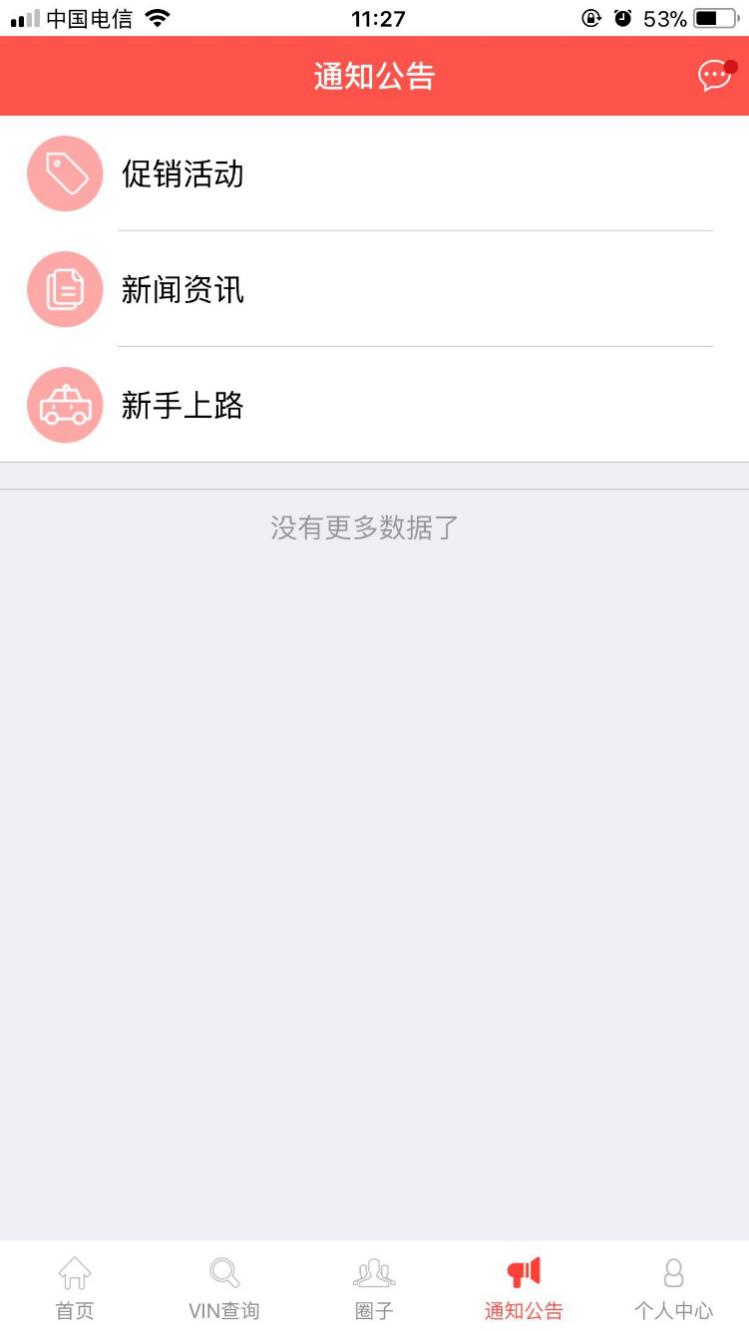 中国电信 11:27 53%
通知公告
促销活动
新闻资讯
新手上路
没有更多数据了
首页 VIN查询 圈子 通知公告 个人中心